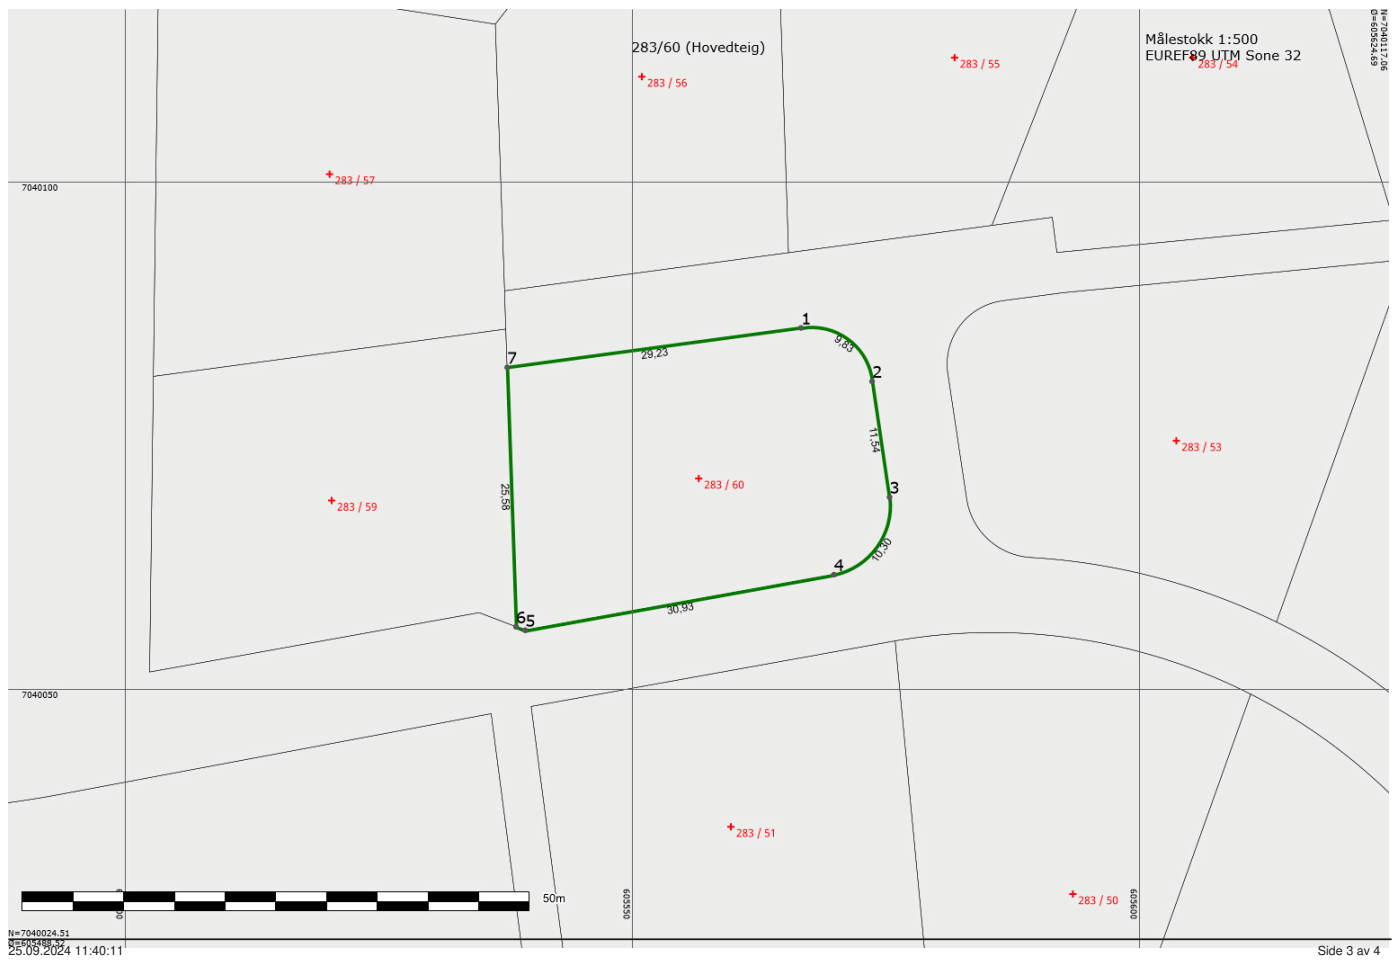 283/60 (Hovedteig)
Målestokk 1:500
EUREF89 UTM Sone 32
N=7040117.06
Ø=605624.69
283 / 56
283 / 55
283 / 54
283 / 57
7040100
1
9,83
29,23
7
2
11,54
283 / 53
283 / 60
3
25,58
283 / 59
10,30
4
30,93
6
5
7040050
283 / 51
50m
605550
605600
283 / 50
N=7040024.51
Ø=605488.52
25.09.2024 11:40:11
Side 3 av 4